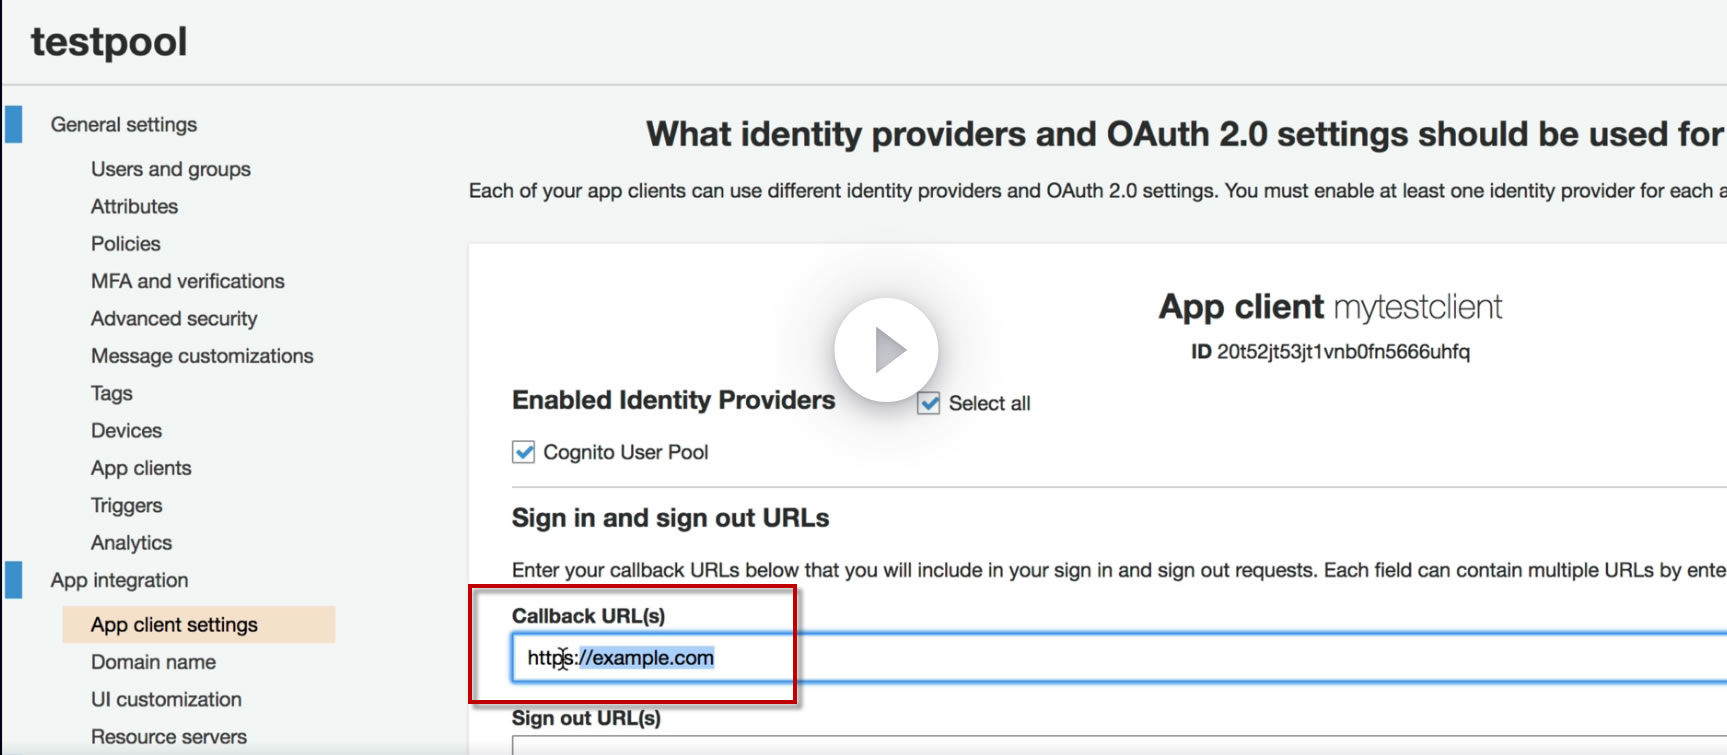 testpool
General settings
Users and groups
Attributes
Policies
MFA and verifications
Advanced security
Message customizations
Tags
Devices
App clients
Triggers
Analytics
App integration
App client settings
Domain name
UI customization
Resource servers
What identity providers and OAuth 2.0 settings should be used for
Each of your app clients can use different identity providers and OAuth 2.0 settings. You must enable at least one identity provider for each a
App client mytestclient
ID 20t52jt53jt1vnb0fn5666uhfq
Enabled Identity Providers Select all
Cognito User Pool
Sign in and sign out URLs
Enter your callback URLs below that you will include in your sign in and sign out requests. Each field can contain multiple URLs by ente
Callback URL(s)
https://example.com
Sign out URL(s)